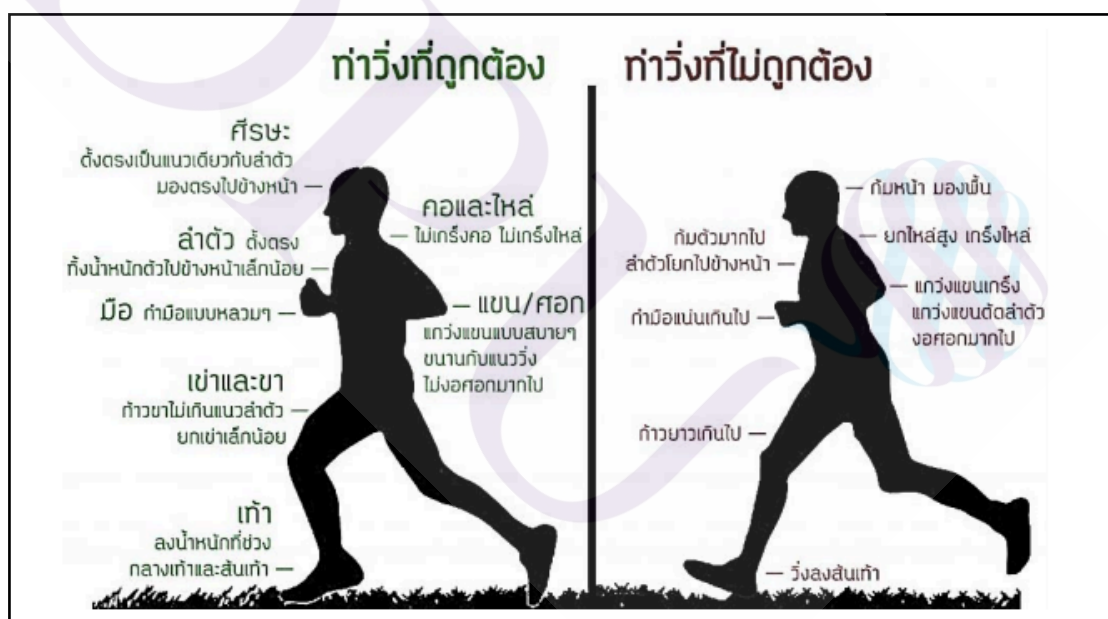 ท่าวิ่งที่ถูกต้อง
ศีรษะ
ตั้งตรงเป็นแนวเดียวกับลำตัว
มองตรงไปข้างหน้า
คอและไหล่
ไม่เกร็งคอ ไม่เกร็งไหล่
ลำตัว ตั้งตรง
ทิ้งน้ำหนักตัวไปข้างหน้าเล็กน้อย
มือ กำมือแบบหลวมๆ
แขน/ศอก
แกว่งแขนแบบสบายๆ
ขนานกับแนววิ่ง
ไม่งอศอกมากไป
เข่าและขา
ก้าวขาไม่เกินแนวลำตัว
ยกเข่าเล็กน้อย
เท้า
ลงน้ำหนักที่ช่วง
กลางเท้าและส้นเท้า
ท่าวิ่งที่ไม่ถูกต้อง
ก้มหน้า มองพื้น
ก้มตัวมากไป
ลำตัวโยกไปข้างหน้า
ยกไหล่สูง เกร็งไหล่
แกว่งแขนเกร็ง
แกว่งแขนตัดลำตัว
งอศอกมากไป
กำมือแน่นเกินไป
ก้าวยาวเกินไป
วิ่งลงส้นเท้า